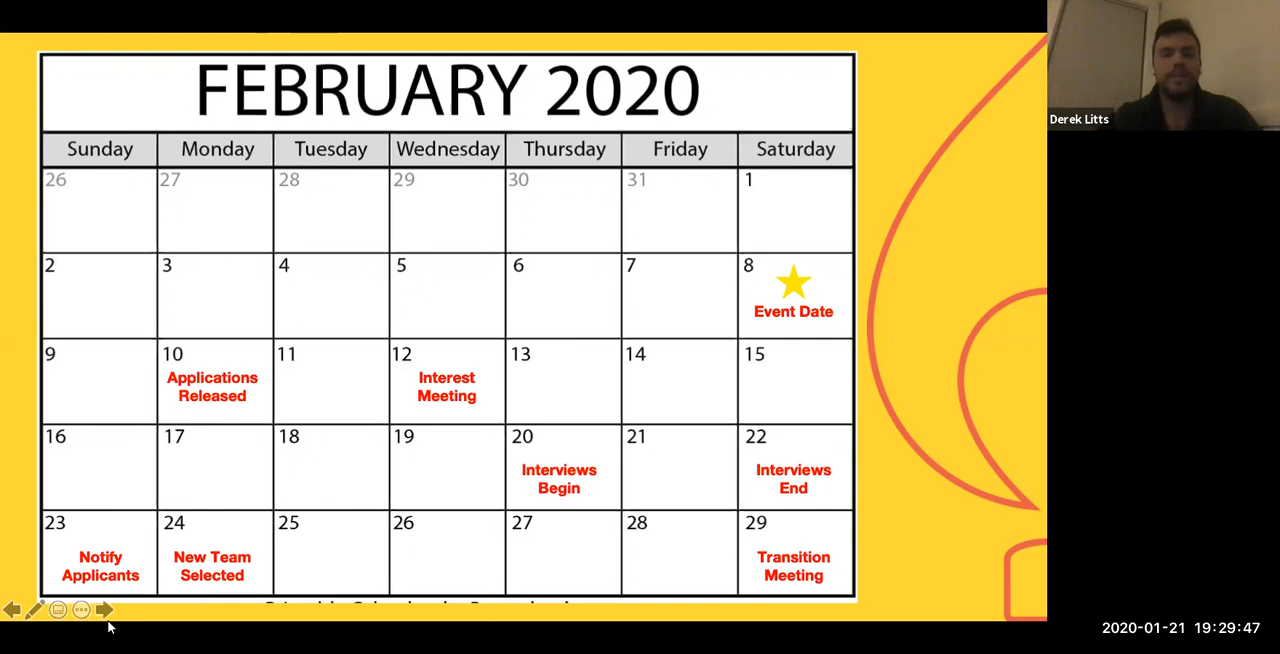 FEBRUARY 2020
Sunday Monday Tuesday Wednesday Thursday Friday Saturday
26 27 28 29 30 31 1
2 3 4 5 6 7 8
Event Date
9 10 11 12 13 14 15
Applications
Released
Interest
Meeting
16 17 18 19 20 21 22
Interviews
Begin
Interviews
End
23 24 25 26 27 28 29
Notify
Applicants
New Team
Selected
Transition
Meeting
Derek Litts
2020-01-21 19:29:47